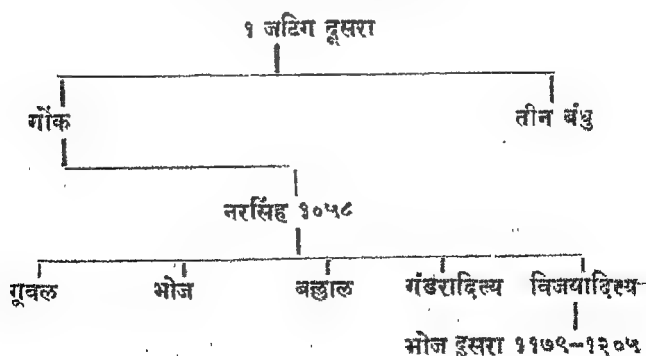 १ जटिग दूसरा
गोंक तीन बंधु
नरसिंह १०५८
गूवल भोज बल्लाल गंडरादित्य विजयादित्य
भोज दुसरा ११७९–१२०५